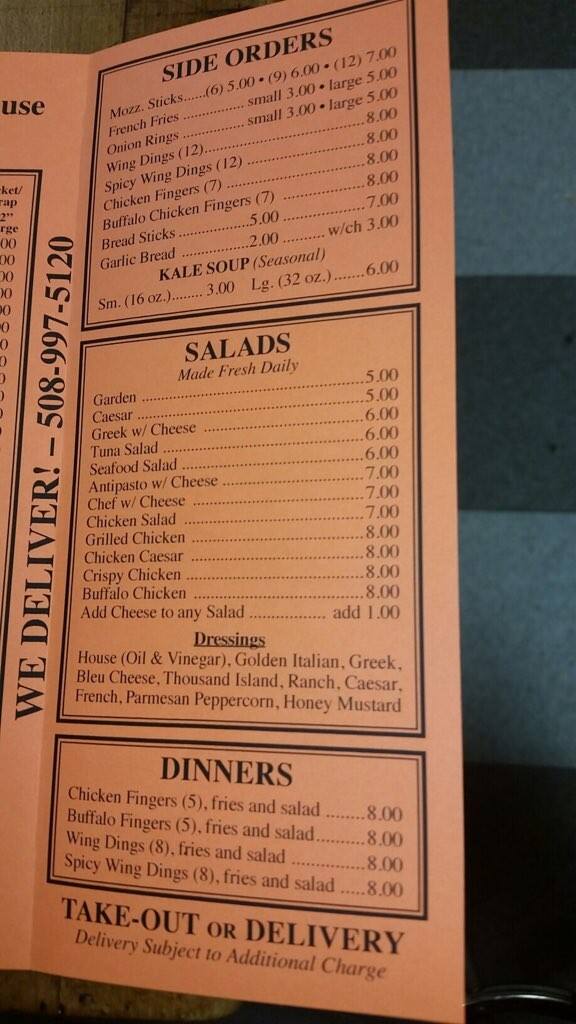 use
ket/
rap
2"
rge
WE DELIVER! – 508-997-5120
SIDE ORDERS
Mozz. Sticks......(6) 5.00 • (9) 6.00 • (12) 7.00
French Fries ................ small 3.00 • large 5.00
Onion Rings ................ small 3.00 • large 5.00
Wing Dings (12)..........................................8.00
Spicy Wing Dings (12) ................................8.00
Chicken Fingers (7) ....................................8.00
Buffalo Chicken Fingers (7) .......................8.00
Bread Sticks ..................5.00 .....................7.00
Garlic Bread .................2.00 .......... w/ch 3.00
KALE SOUP (Seasonal)
Sm. (16 oz.)........ 3.00 Lg. (32 oz.).......6.00
SALADS
Made Fresh Daily
Garden ........................................................5.00
Caesar .........................................................5.00
Greek w/ Cheese ........................................6.00
Tuna Salad ..................................................6.00
Seafood Salad .............................................6.00
Antipasto w/ Cheese ...................................7.00
Chef w/ Cheese ..........................................7.00
Chicken Salad .............................................7.00
Grilled Chicken ..........................................8.00
Chicken Caesar ..........................................8.00
Crispy Chicken ...........................................8.00
Buffalo Chicken ..........................................8.00
Add Cheese to any Salad .................. add 1.00
Dressings
House (Oil & Vinegar), Golden Italian, Greek,
Bleu Cheese, Thousand Island, Ranch, Caesar,
French, Parmesan Peppercorn, Honey Mustard
DINNERS
Chicken Fingers (5), fries and salad ........8.00
Buffalo Fingers (5), fries and salad..........8.00
Wing Dings (8), fries and salad ...............8.00
Spicy Wing Dings (8), fries and salad .....8.00
TAKE-OUT OR DELIVERY
Delivery Subject to Additional Charge